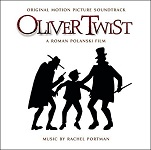 ORIGINAL MOTION PICTURE SOUNDTRACK
OLIVER TWIST
A ROMAN POLANSKI FILM
MUSIC BY RACHEL PORTMAN